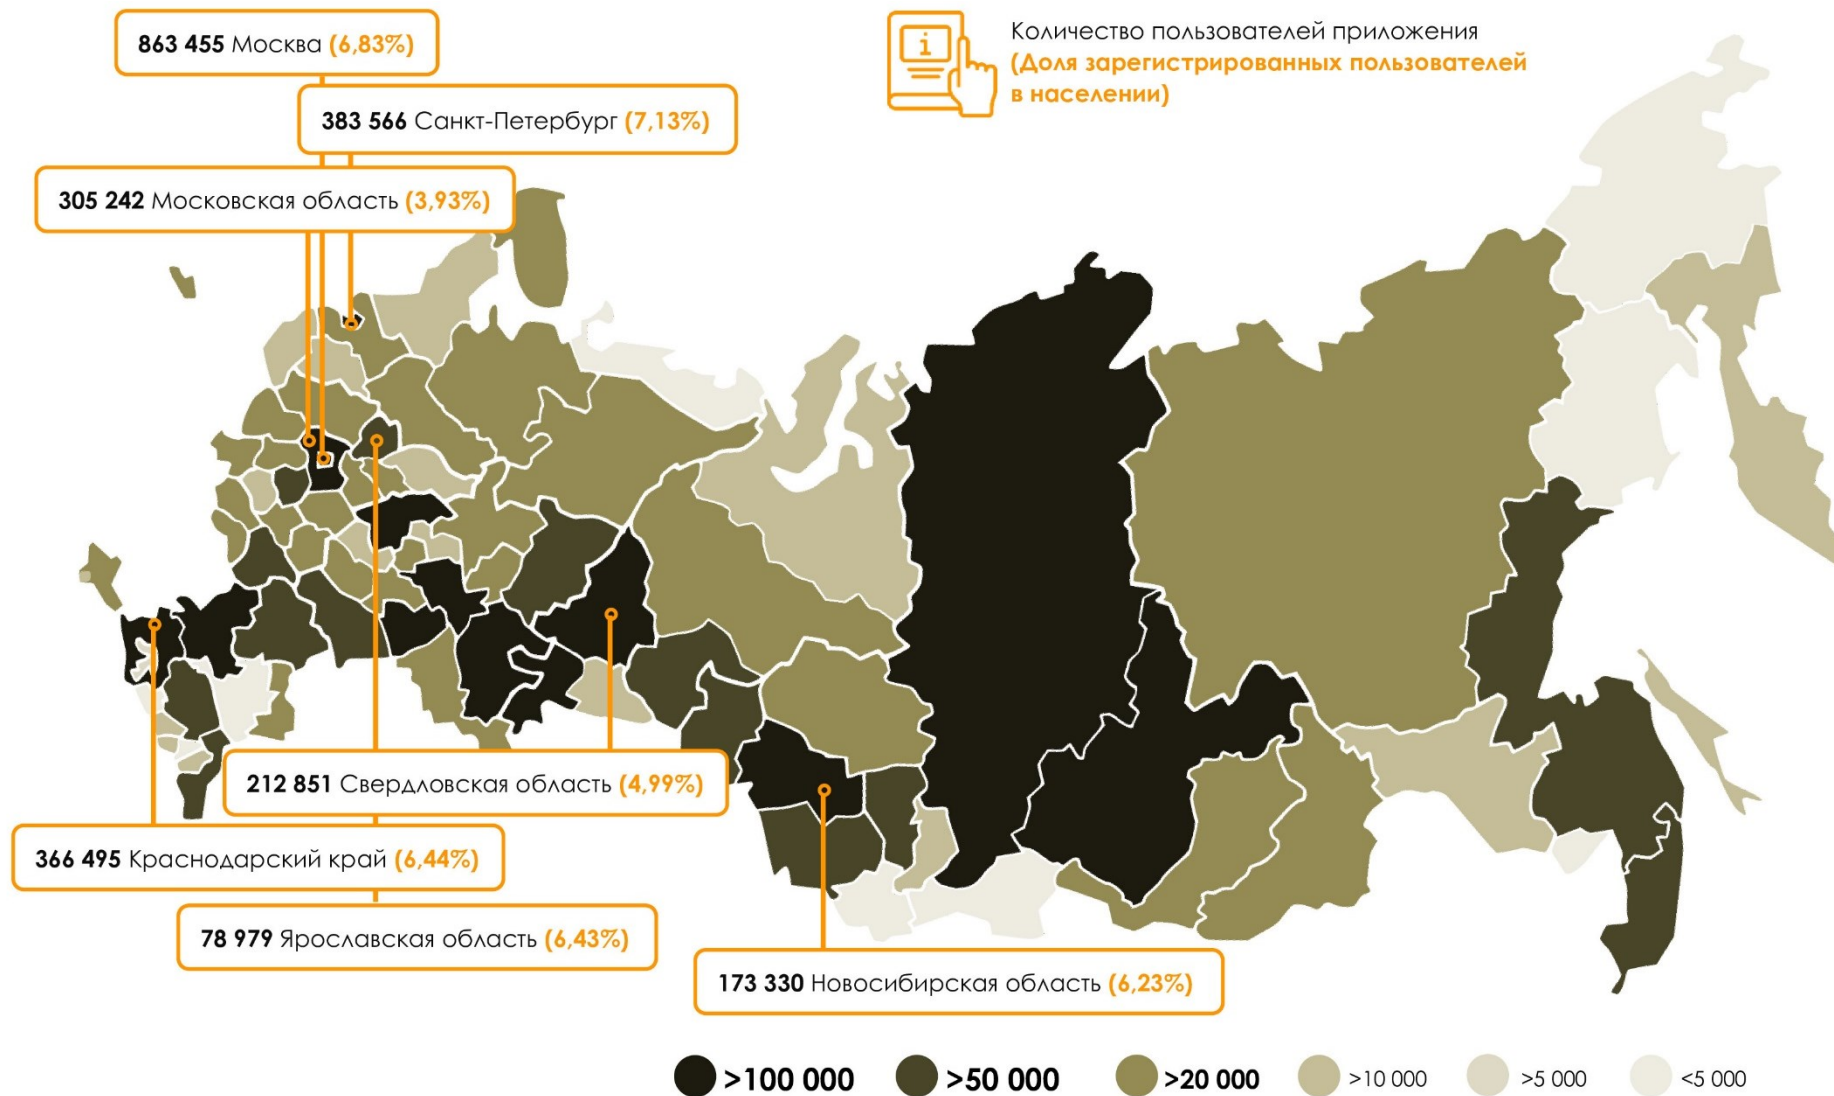 863 455 Москва (6,83%)
Количество пользователей приложения
(Доля зарегистрированных пользователей
в населении)
383 566 Санкт-Петербург (7,13%)
305 242 Московская область (3,93%)
212 851 Свердловская область (4,99%)
366 495 Краснодарский край (6,44%)
78 979 Ярославская область (6,43%)
173 330 Новосибирская область (6,23%)
>100 000
>50 000
>20 000
>10 000
>5 000
<5 000